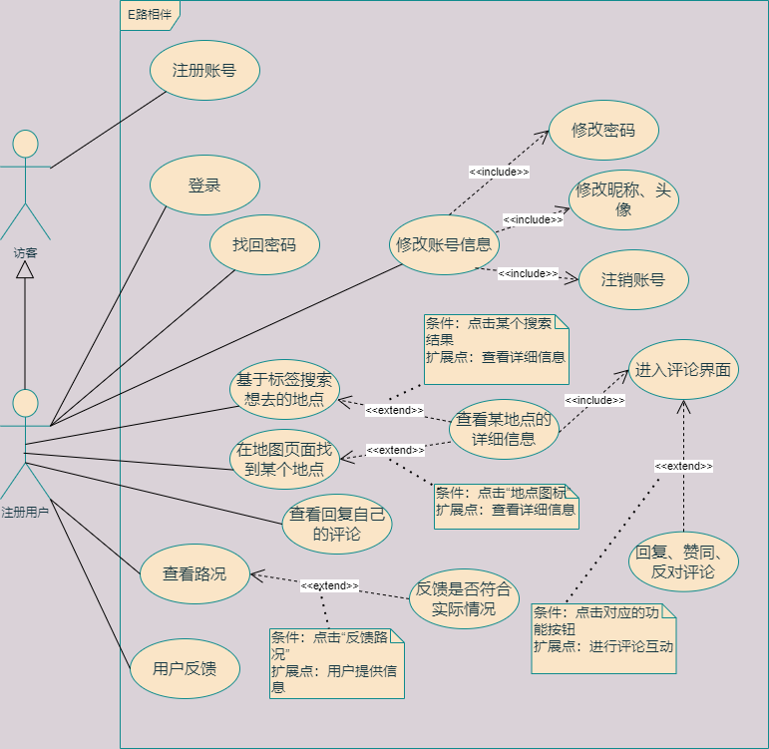 E路相伴
注册账号
修改密码
<<include>>
登录
修改昵称、头
像
<<include>>
访客
找回密码
修改账号信息
<<include>>
注销账号
条件：点击某个搜索
结果
扩展点：查看详细信息
基于标签搜索
想去的地点
进入评论界面
<<extend>>
<<include>>
查看某地点的
详细信息
在地图页面找
到某个地点
<<extend>>
<<extend>>
条件：点击“地点图标”
扩展点：查看详细信息
注册用户
查看回复自己
的评论
回复、赞同、
反对评论
查看路况
<<extend>>
反馈是否符合
实际情况
条件：点击对应的功
能按钮
扩展点：进行评论互动
条件：点击“反馈路
况”
扩展点：用户提供信
息
用户反馈